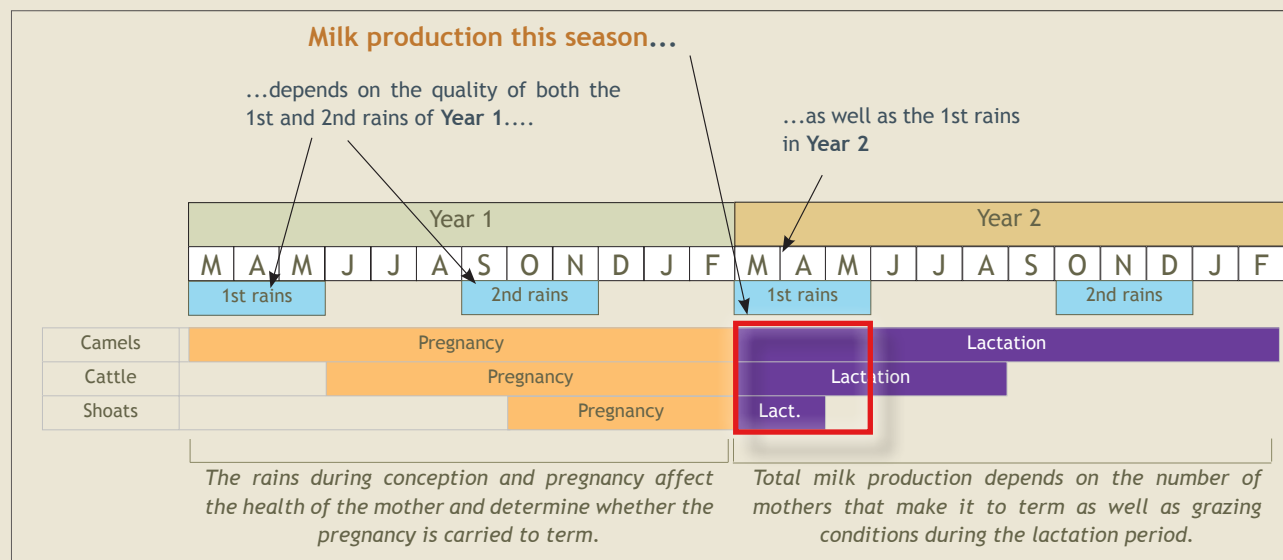 Milk production this season...
...depends on the quality of both the
1st and 2nd rains of Year 1....
...as well as the 1st rains
in Year 2
Year 1
Year 2
M A M J J A S O N D J F M A M J J A S O N D J F
1st rains
2nd rains
1st rains
2nd rains
Camels
Pregnancy
Lactation
Cattle
Pregnancy
Lactation
Shoats
Pregnancy
Lact.
The rains during conception and pregnancy affect
the health of the mother and determine whether the
pregnancy is carried to term.
Total milk production depends on the number of
mothers that make it to term as well as grazing
conditions during the lactation period.